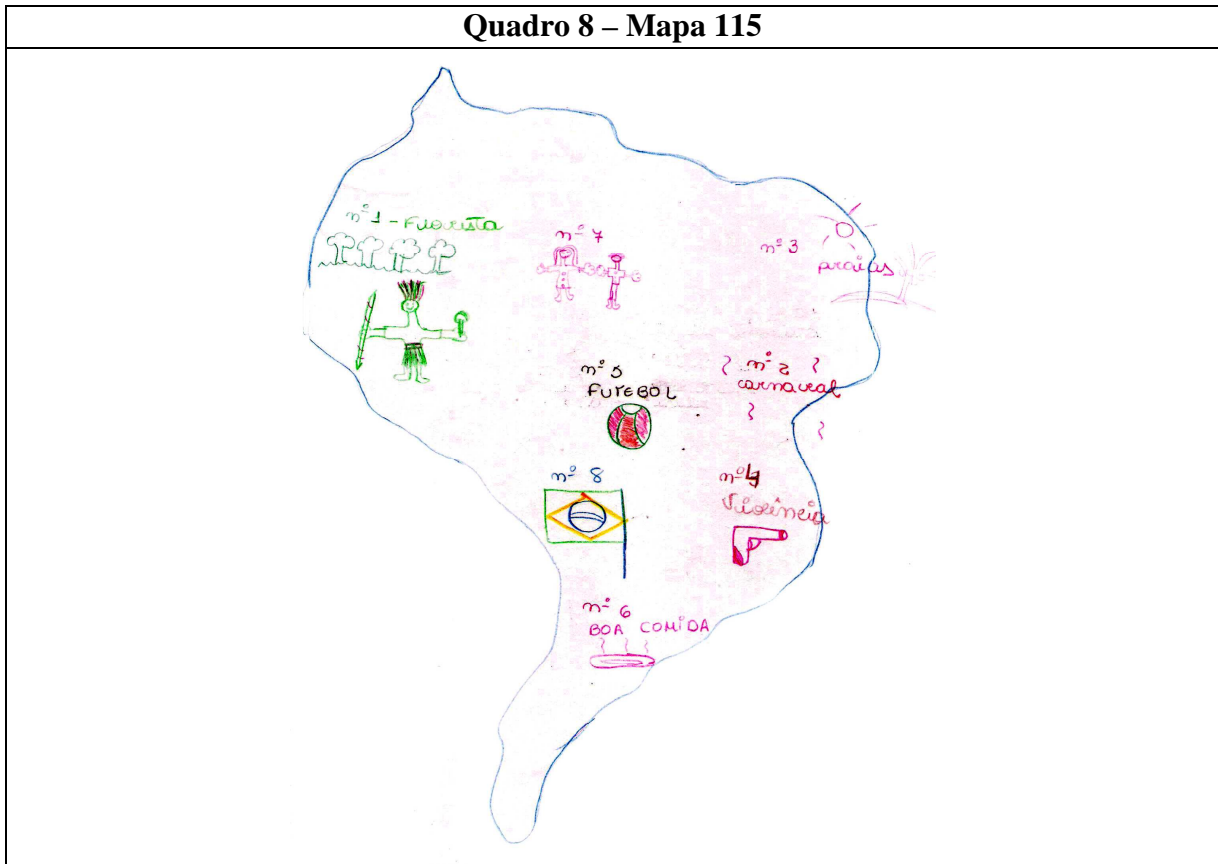 Quadro 8 – Mapa 115
nº 1 - Floresta
nº 7
nº 3
praias
nº 5
FUTEBOL
nº 2
carnaval
nº 8
nº 4
Violência
nº 6
BOA COMIDA